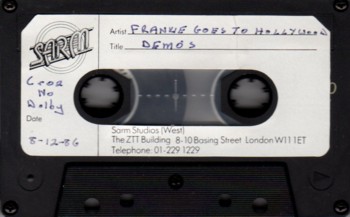 SARM
Artist FRANKIE GOES TO HOLLYWOOD
Title DEMOS
CrO2
No
Dolby
Date
8-12-86
Sarm Studios (West)
The ZTT Building 8-10 Basing Street London W11 1ET
Telephone: 01-229 1229